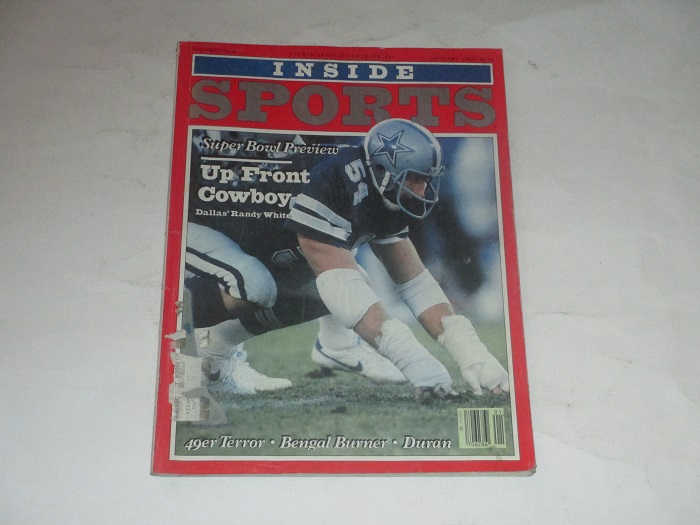 INSIDE
SPORTS
Super Bowl Preview
Up Front
Cowboy
Dallas' Randy White
54
49er Terror • Bengal Burner • Duran